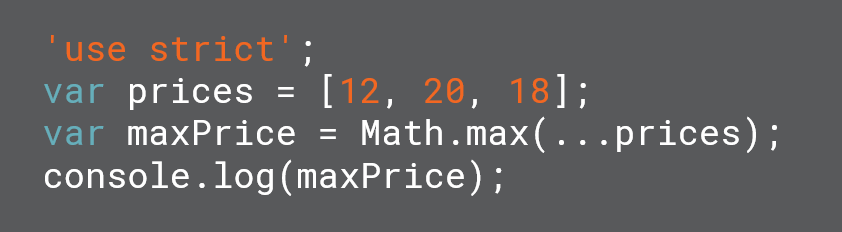 'use strict';
var prices = [12, 20, 18];
var maxPrice = Math.max(...prices);
console.log(maxPrice);